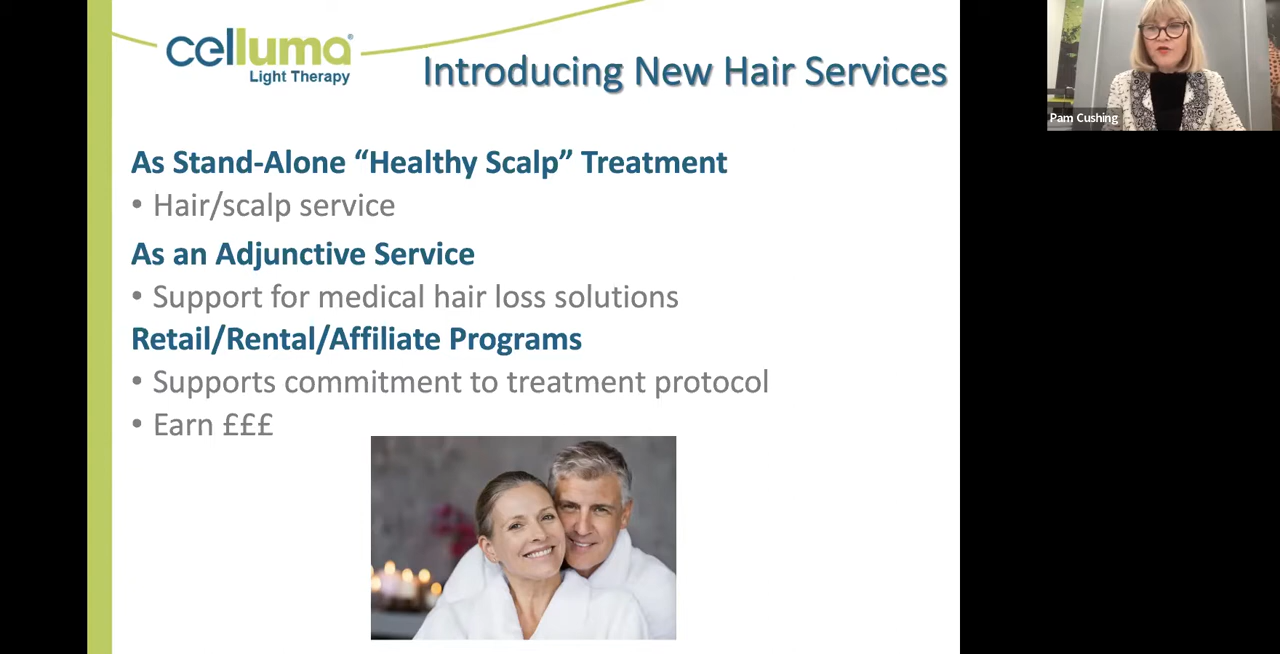 celluma®
Light Therapy
Introducing New Hair Services
As Stand-Alone “Healthy Scalp” Treatment
• Hair/scalp service
As an Adjunctive Service
• Support for medical hair loss solutions
Retail/Rental/Affiliate Programs
• Supports commitment to treatment protocol
• Earn £££
Pam Cushing